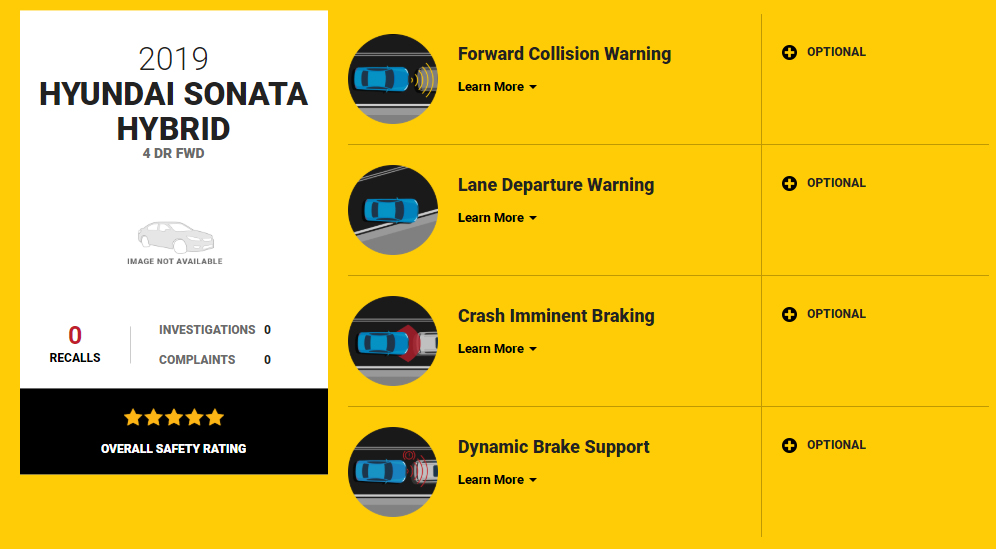 2019
HYUNDAI SONATA
HYBRID
4 DR FWD
IMAGE NOT AVAILABLE
0
RECALLS
INVESTIGATIONS 0
COMPLAINTS 0
OVERALL SAFETY RATING
Forward Collision Warning
Learn More
OPTIONAL
Lane Departure Warning
Learn More
OPTIONAL
Crash Imminent Braking
Learn More
OPTIONAL
Dynamic Brake Support
Learn More
OPTIONAL